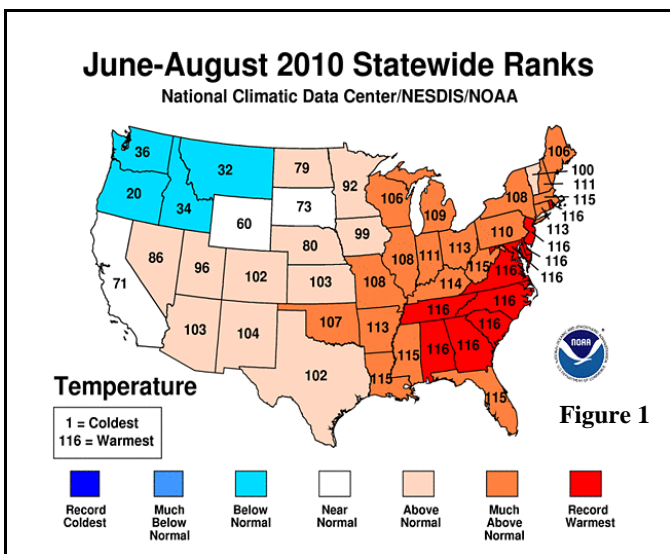 June-August 2010 Statewide Ranks
National Climatic Data Center/NESDIS/NOAA
36
32
79
92
106
100
111
115
116
113
116
116
116
20
34
60
73
106
109
108
110
99
71
86
96
102
80
108
111
113
115
116
103
114
116
103
104
107
113
116
116
102
115
115
116
116
115
NOAA
Temperature
1 = Coldest
116 = Warmest
Figure 1
Record
Coldest
Much
Below
Normal
Below
Normal
Near
Normal
Above
Normal
Much
Above
Normal
Record
Warmest